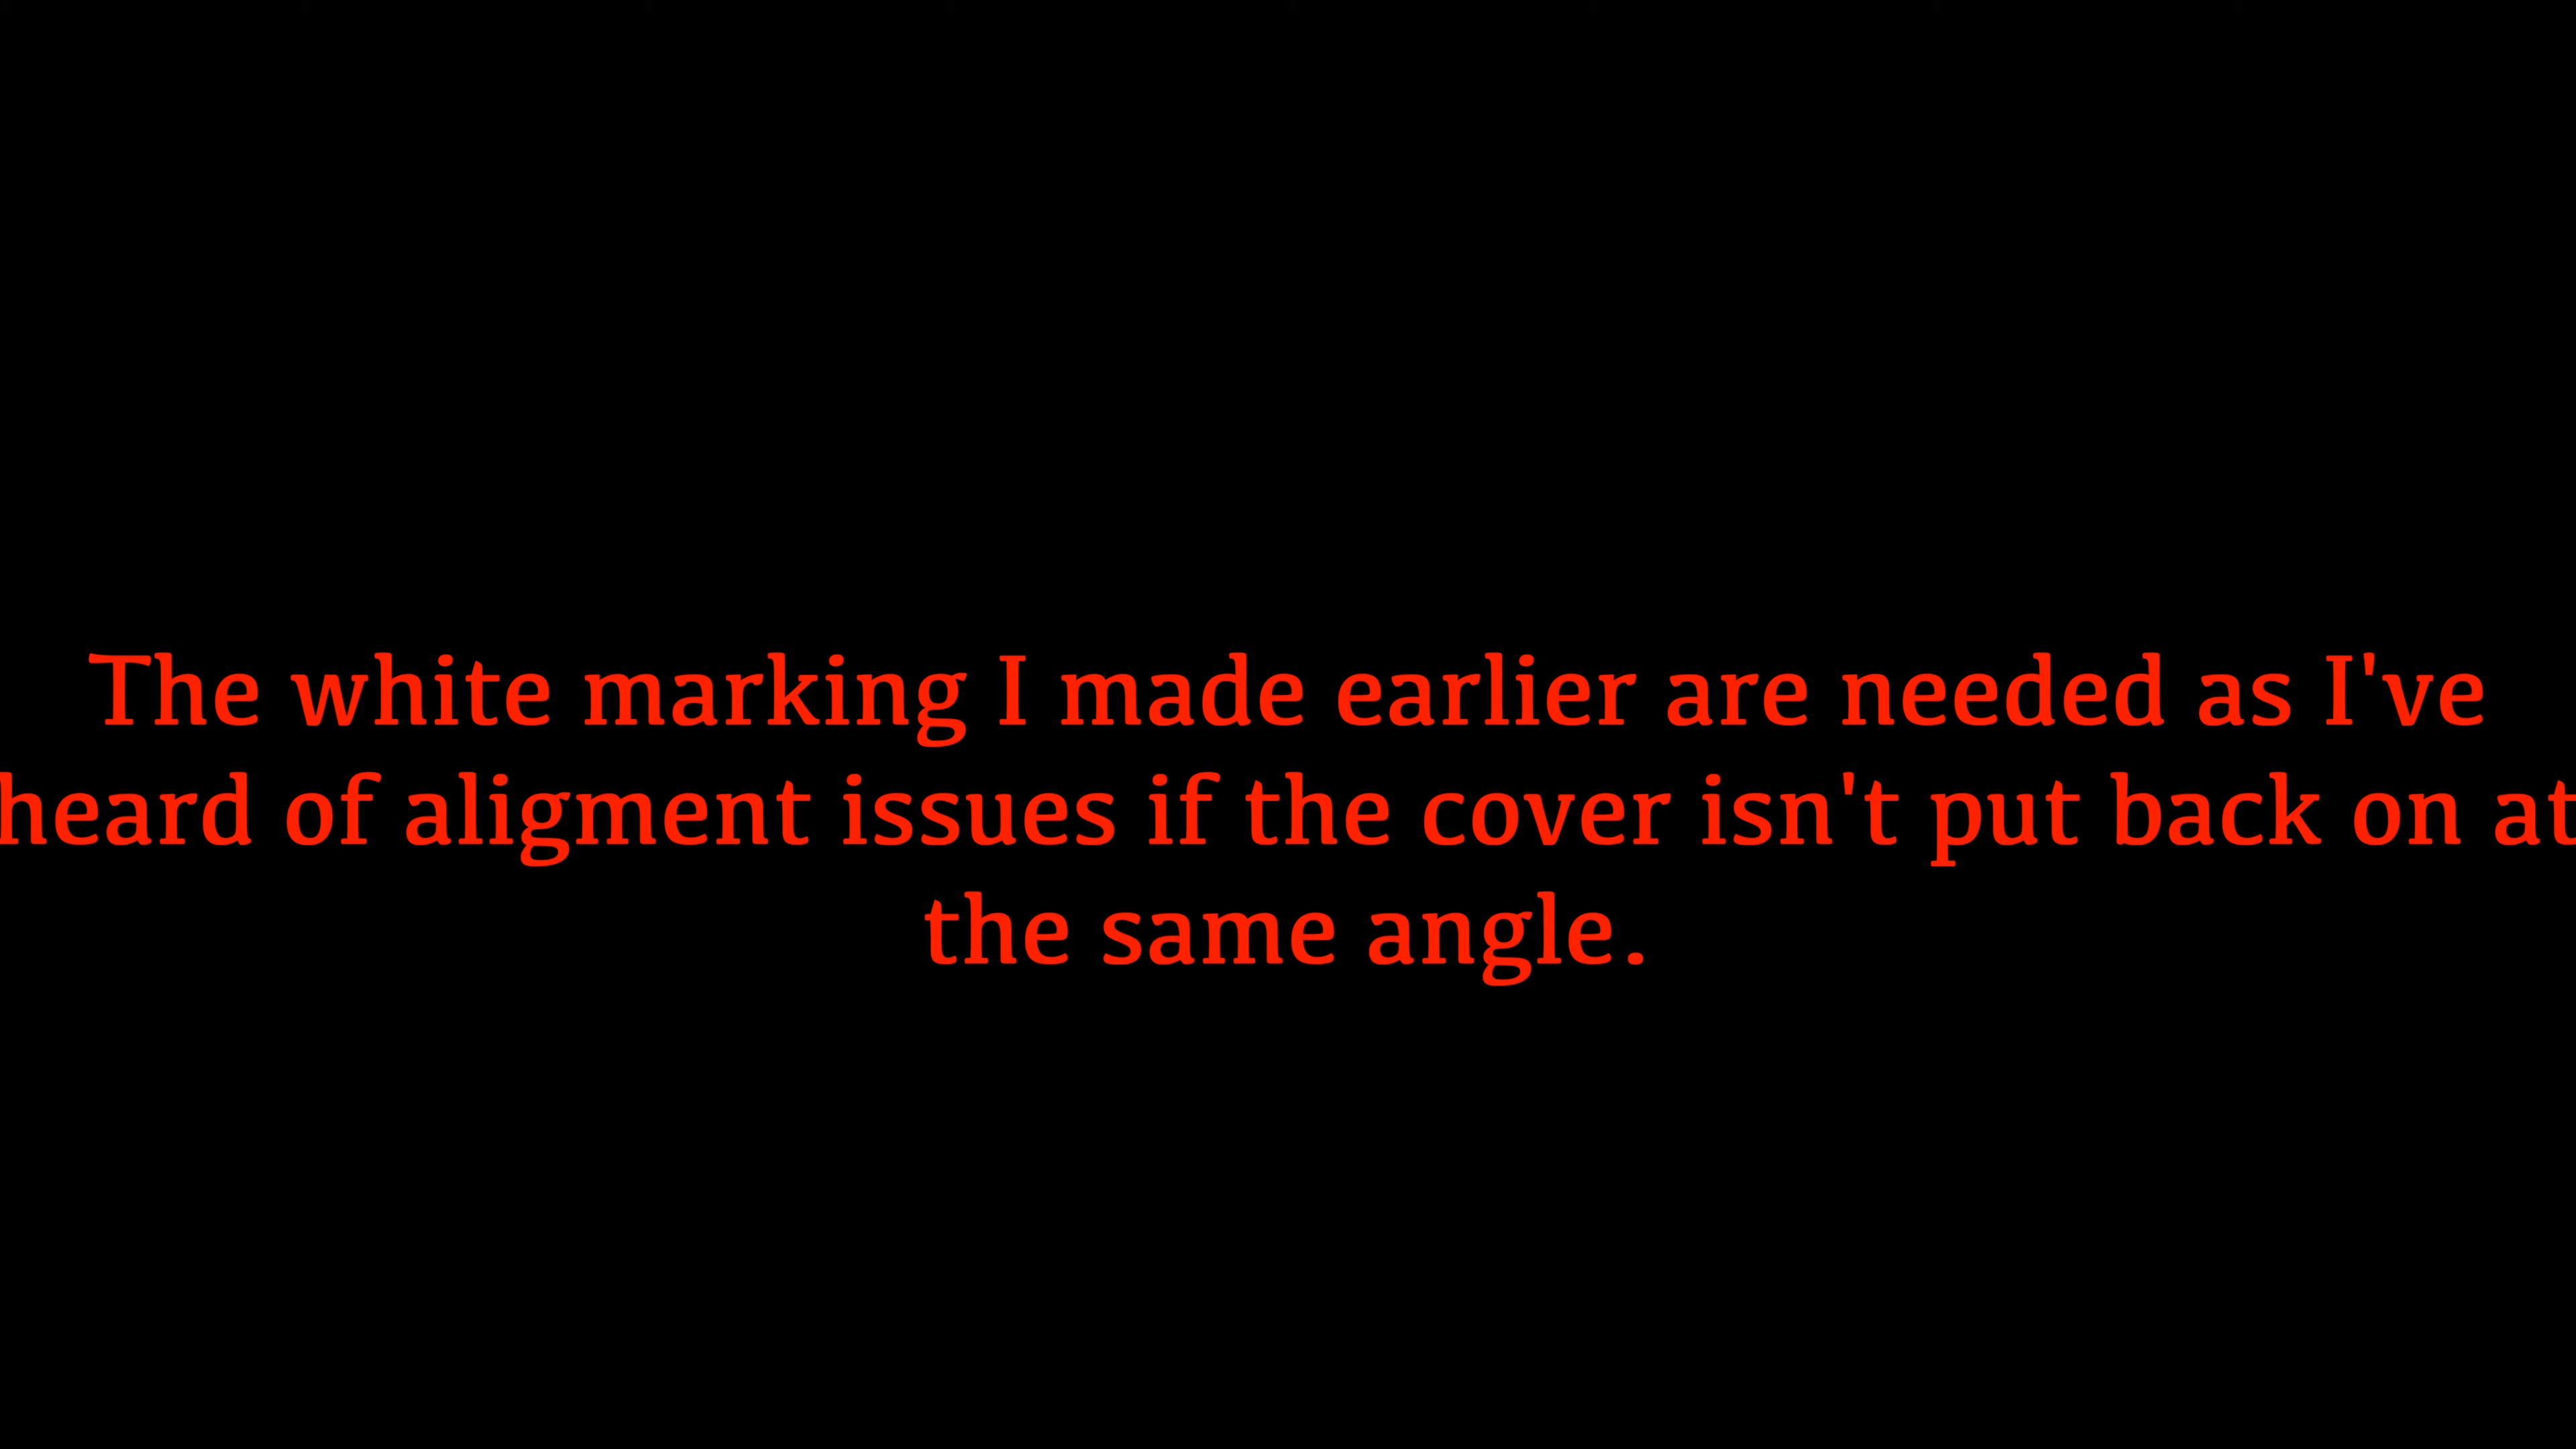 The white marking I made earlier are needed as I've
heard of aligment issues if the cover isn't put back on at
the same angle.